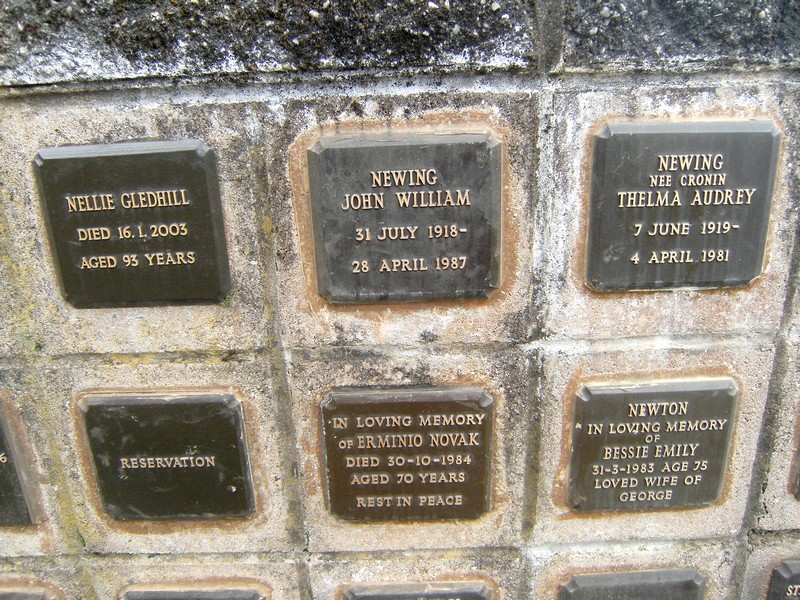 NELLIE GLEDHILL
DIED 16.1.2003
AGED 93 YEARS
NEWING
JOHN WILLIAM
31 JULY 1918-
28 APRIL 1987
NEWING
NEE CRONIN
THELMA AUDREY
7 JUNE 1919-
4 APRIL 1981
RESERVATION
IN LOVING MEMORY
OF ERMINIO NOVAK
DIED 30-10-1984
AGED 70 YEARS
REST IN PEACE
NEWTON
IN LOVING MEMORY
OF
BESSIE EMILY
31-3-1983 AGE 75
LOVED WIFE OF
GEORGE